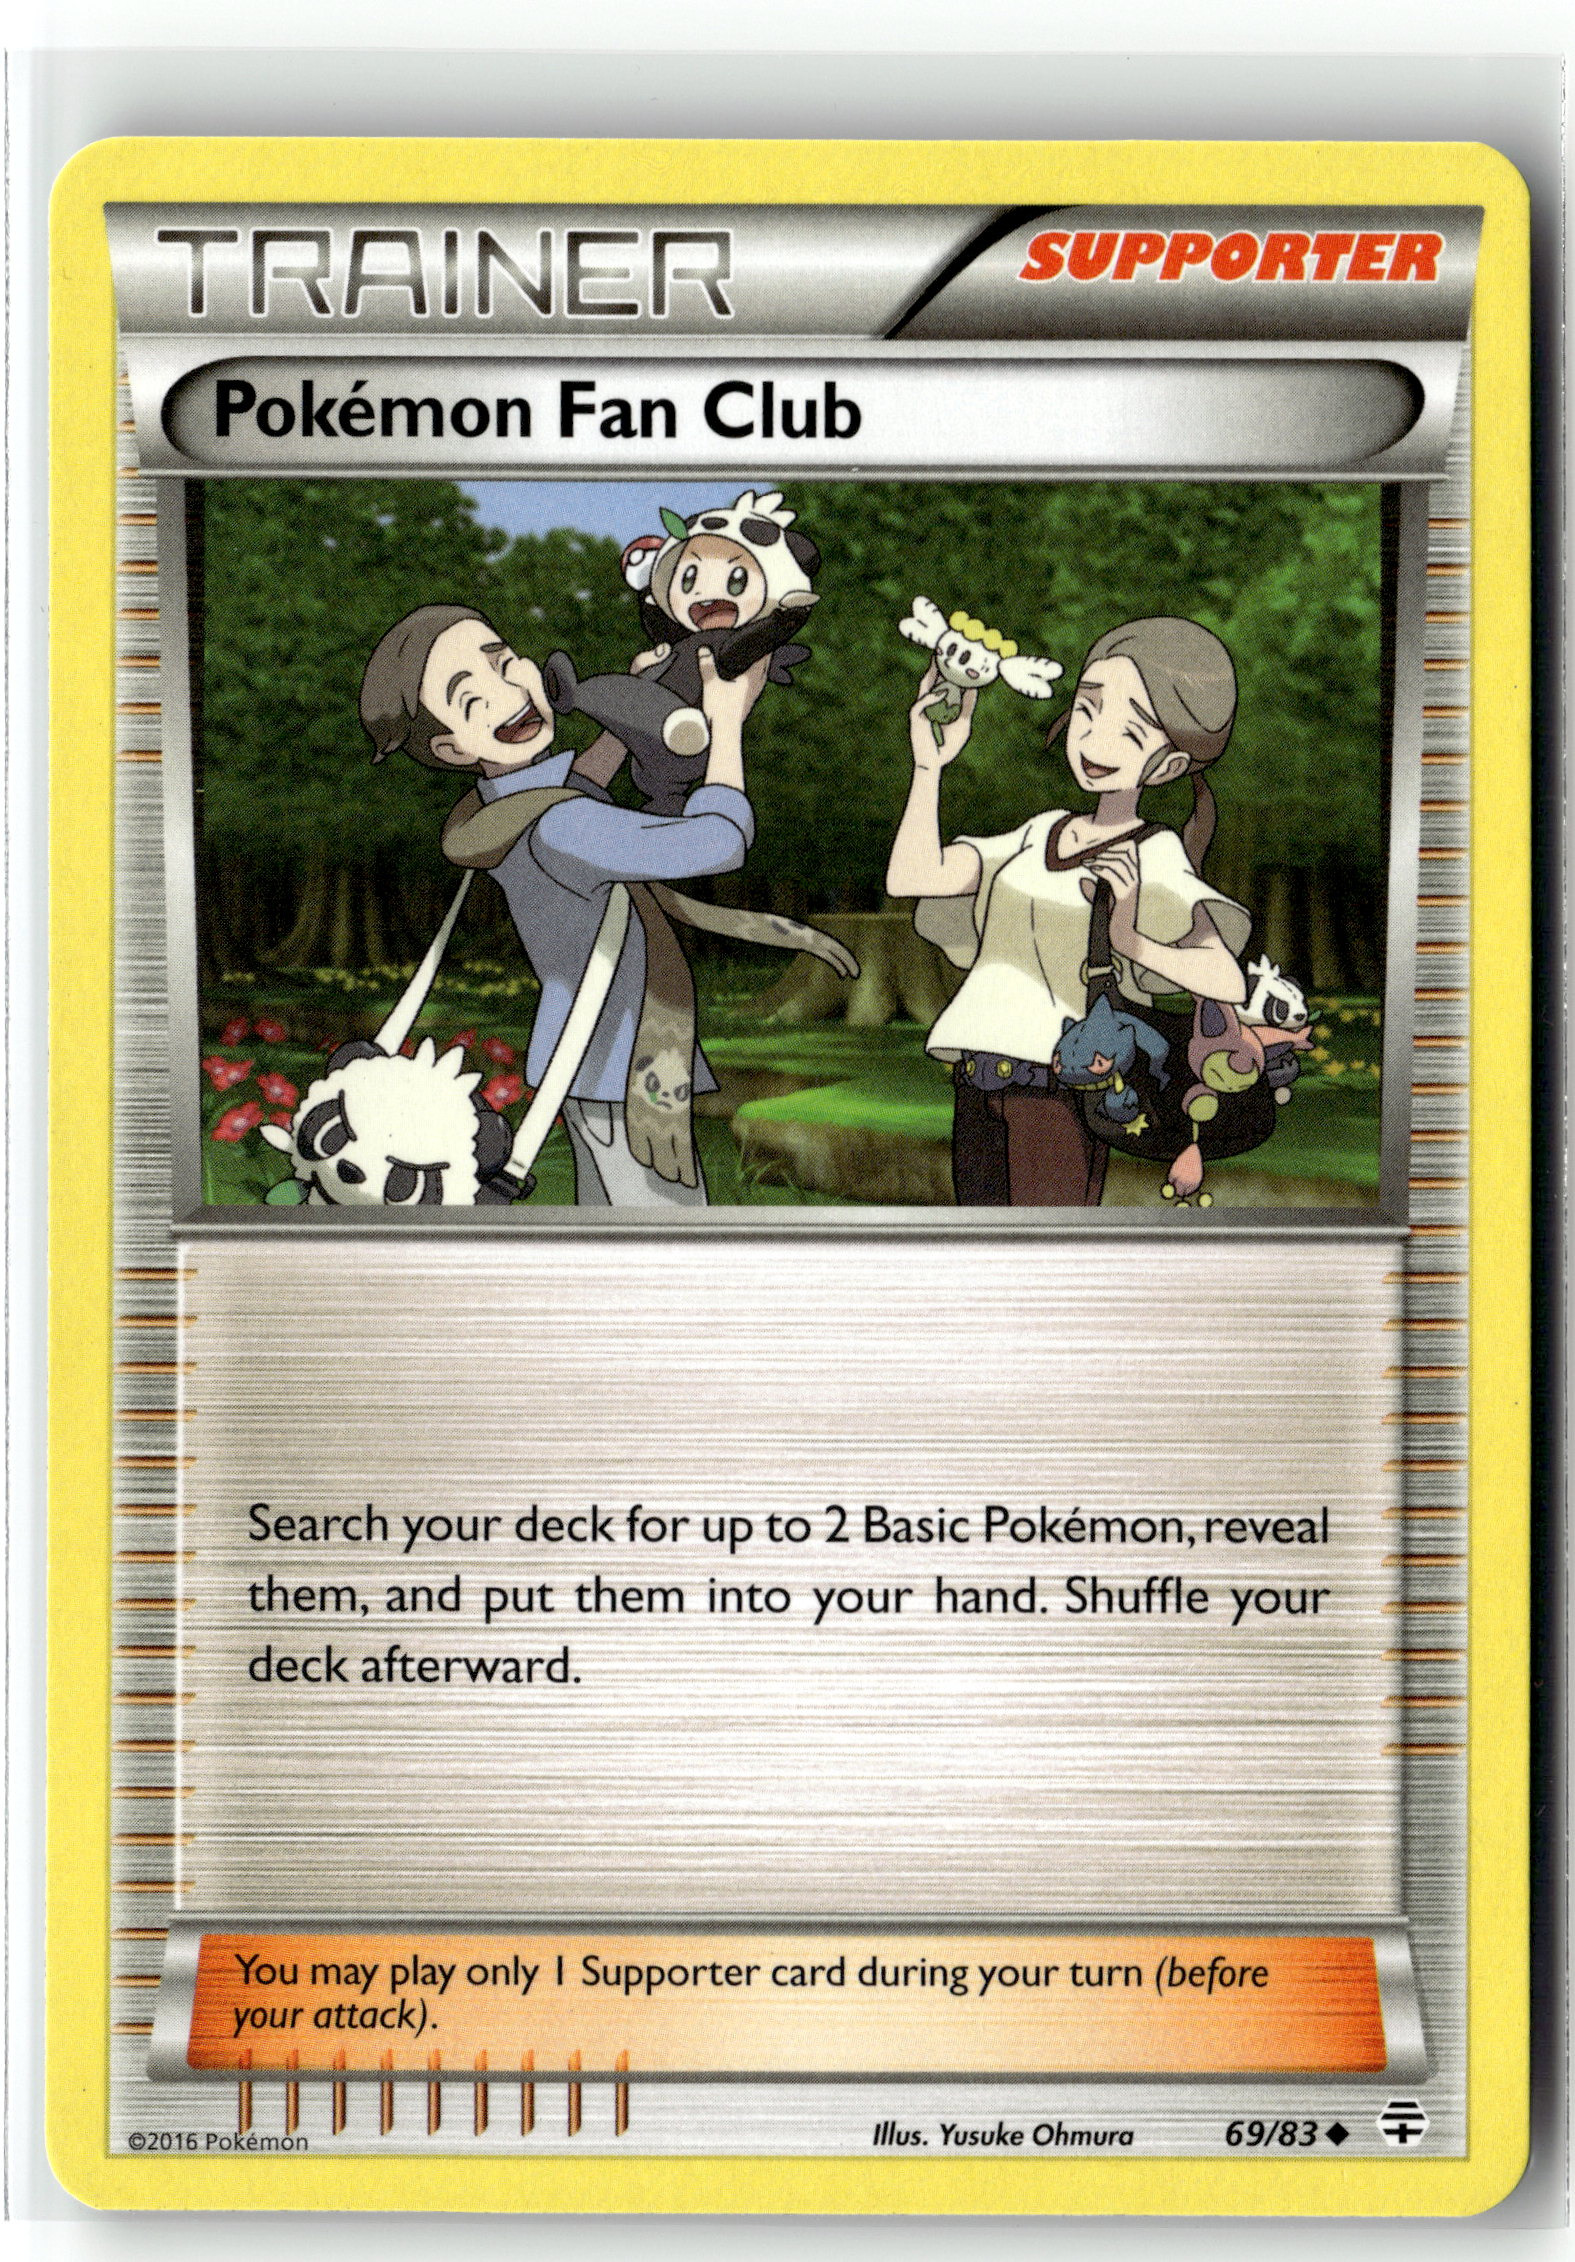 TRAINER
SUPPORTER
Pokémon Fan Club
Search your deck for up to 2 Basic Pokémon, reveal
them, and put them into your hand. Shuffle your
deck afterward.
You may play only 1 Supporter card during your turn (before
your attack).
©2016 Pokémon
Illus. Yusuke Ohmura
69/83